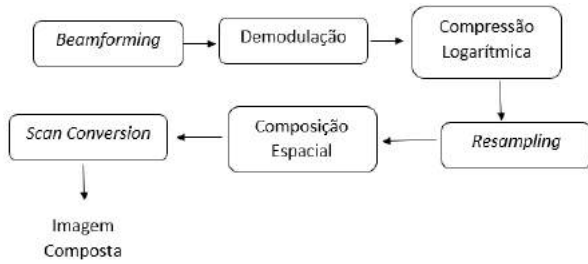 Beamforming
Demodulação
Compressão
Logarítmica
Resampling
Composição
Espacial
Scan Conversion
Imagem
Composta